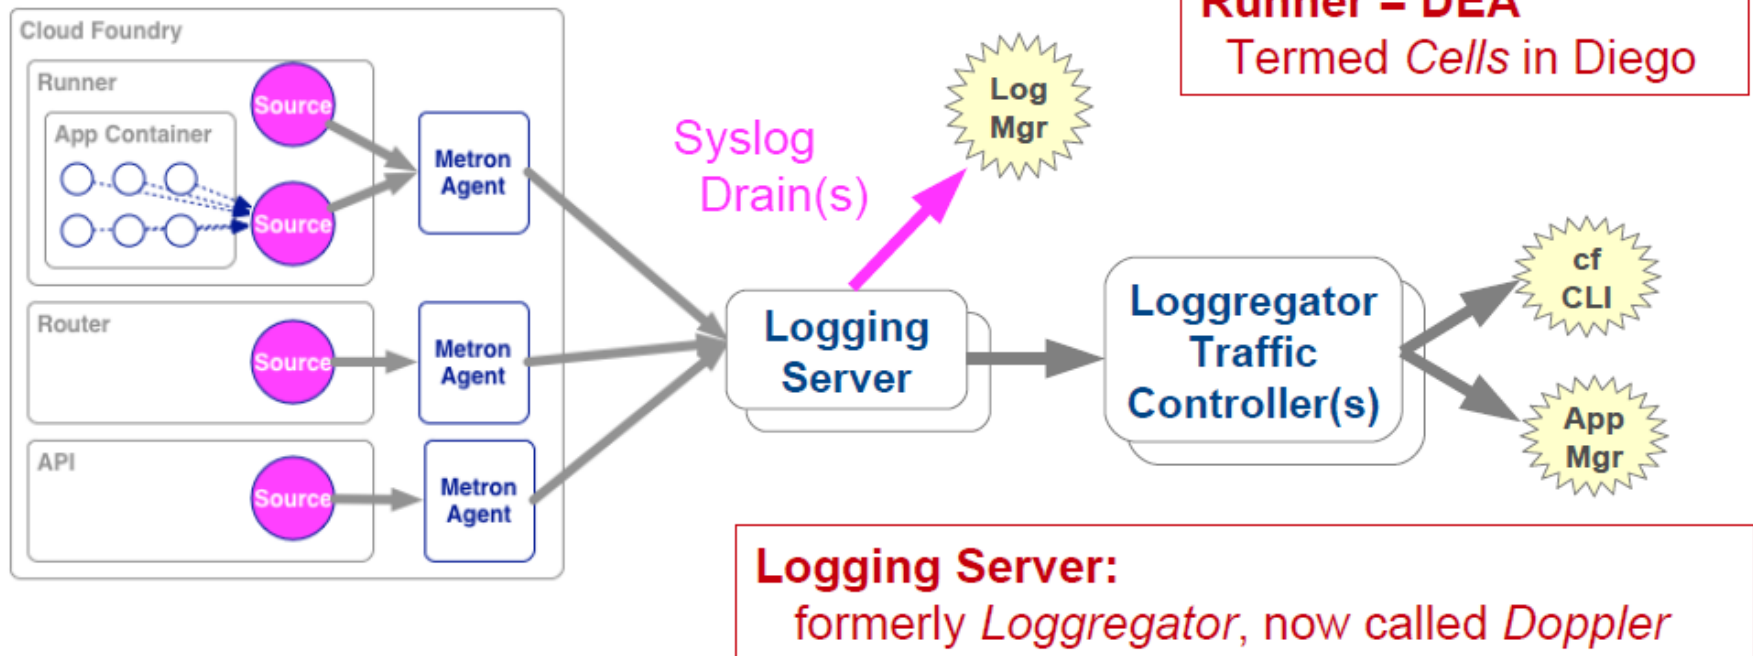 Runner = DEA
Termed Cells in Diego
Cloud Foundry
Runner
Source
App Container
Source
Metron
Agent
Router
Source
Metron
Agent
API
Source
Metron
Agent
Syslog
Drain(s)
Log
Mgr
Logging
Server
Loggregator
Traffic
Controller(s)
cf
CLI
App
Mgr
Logging Server:
formerly Loggregator, now called Doppler